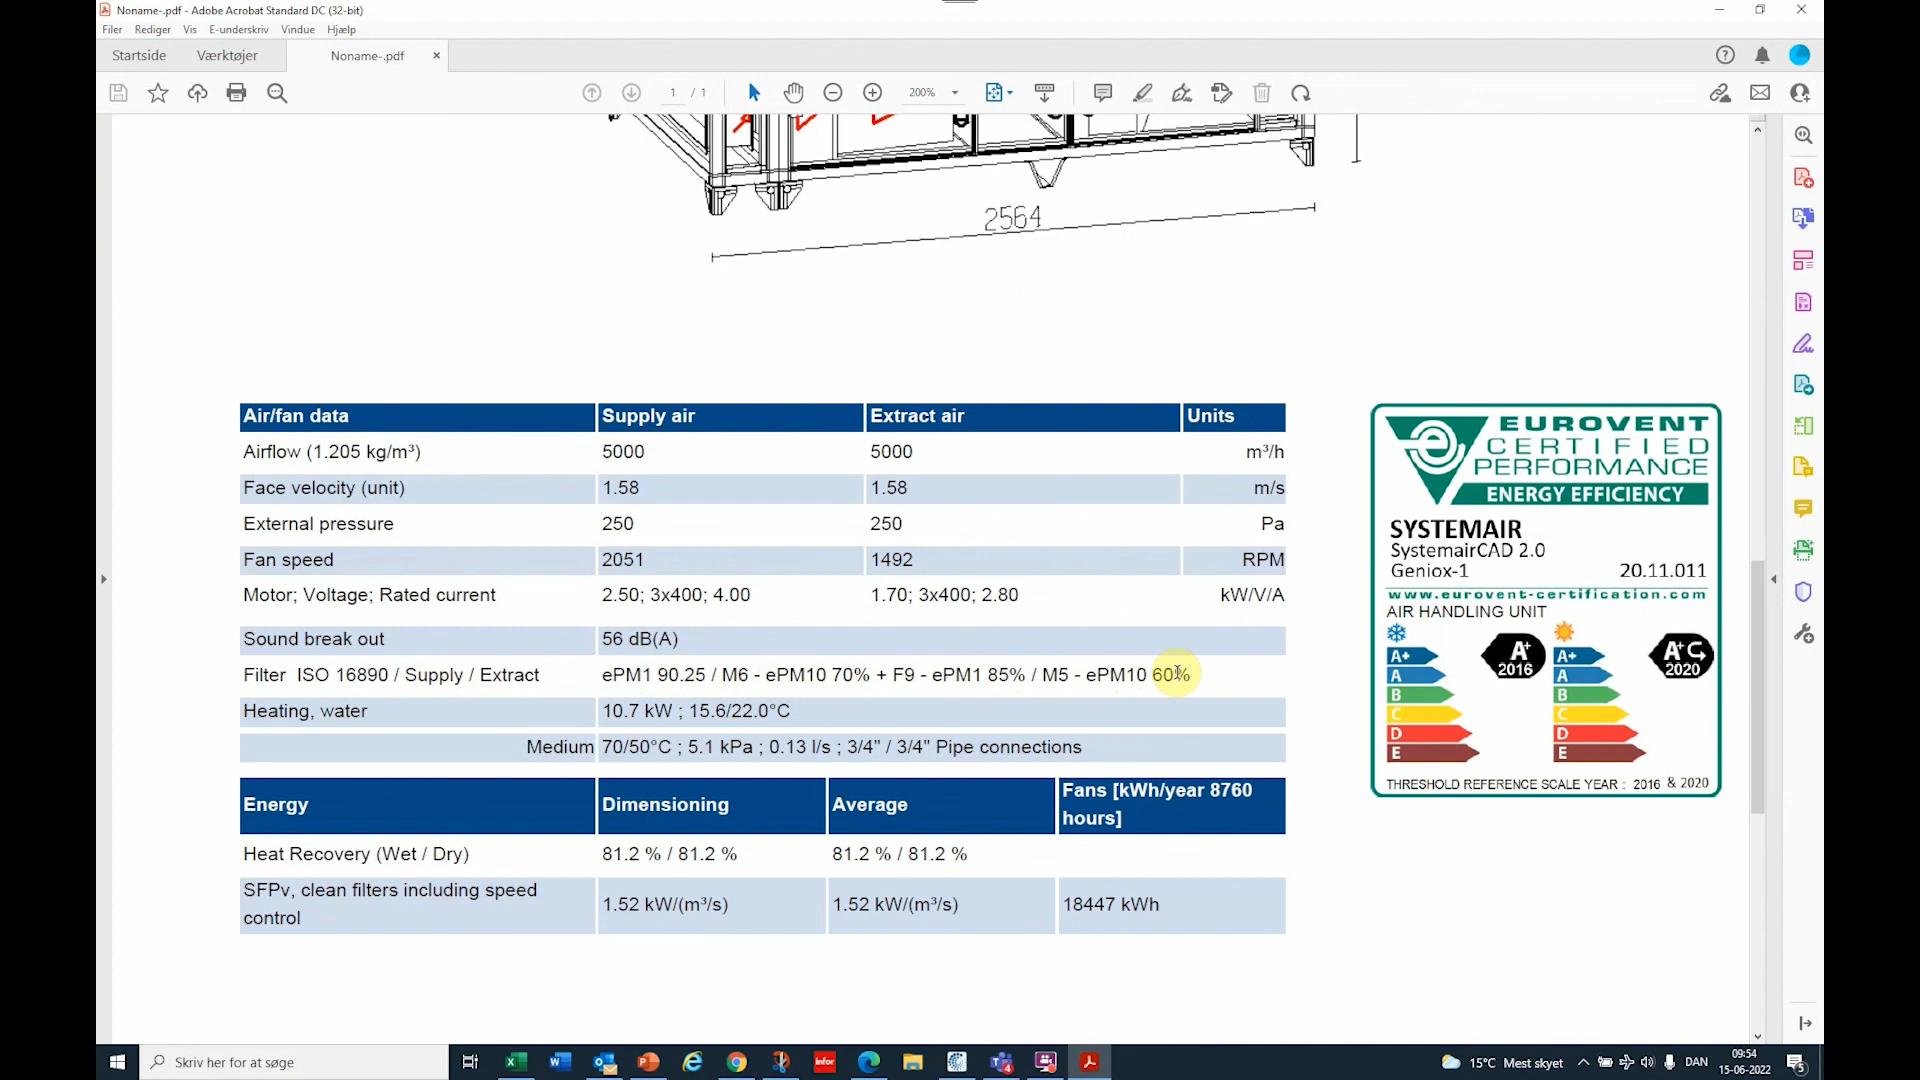 Noname-.pdf - Adobe Acrobat Standard DC (32-bit)
Filer Rediger Vis E-underskriv Vindue Hjælp
Startside Værktøjer Noname-.pdf
1 / 1 200%
2564
Air/fan data Supply air Extract air Units
Airflow (1.205 kg/m³) 5000 5000 m³/h
Face velocity (unit) 1.58 1.58 m/s
External pressure 250 250 Pa
Fan speed 2051 1492 RPM
Motor; Voltage; Rated current 2.50; 3x400; 4.00 1.70; 3x400; 2.80 kW/V/A
Sound break out 56 dB(A)
Filter ISO 16890 / Supply / Extract ePM1 90.25 / M6 - ePM10 70% + F9 - ePM1 85% / M5 - ePM10 60%
Heating, water 10.7 kW ; 15.6/22.0°C
Medium 70/50°C ; 5.1 kPa ; 0.13 l/s ; 3/4" / 3/4" Pipe connections
Energy Dimensioning Average Fans [kWh/year 8760
hours]
Heat Recovery (Wet / Dry) 81.2 % / 81.2 % 81.2 % / 81.2 %
SFPv, clean filters including speed
control 1.52 kW/(m³/s) 1.52 kW/(m³/s) 18447 kWh
EUROVENT
CERTIFIED
PERFORMANCE
ENERGY EFFICIENCY
SYSTEMAIR
SystemairCAD 2.0
Geniox-1 20.11.011
www.eurovent-certification.com
AIR HANDLING UNIT
A+ A+ 2016 A+ A+ 2020
A A
B B
C C
D D
E E
THRESHOLD REFERENCE SCALE YEAR : 2016 & 2020
Skriv her for at søge
infor
15°C Mest skyet DAN 09:54
15-06-2022 5